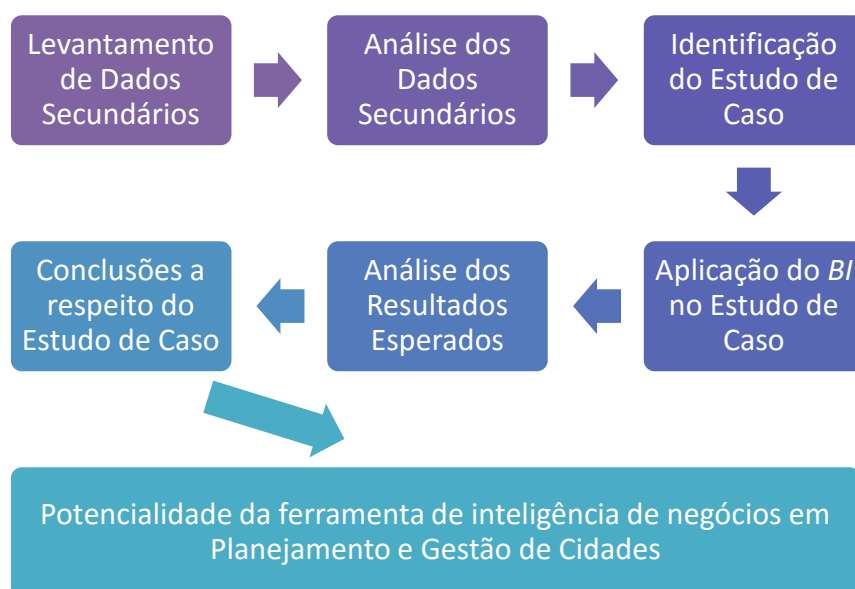 Levantamento
de Dados
Secundários
Análise dos
Dados
Secundários
Identificação
do Estudo de
Caso
Aplicação do BI
no Estudo de
Caso
Análise dos
Resultados
Esperados
Conclusões a
respeito do
Estudo de Caso
Potencialidade da ferramenta de inteligência de negócios em
Planejamento e Gestão de Cidades